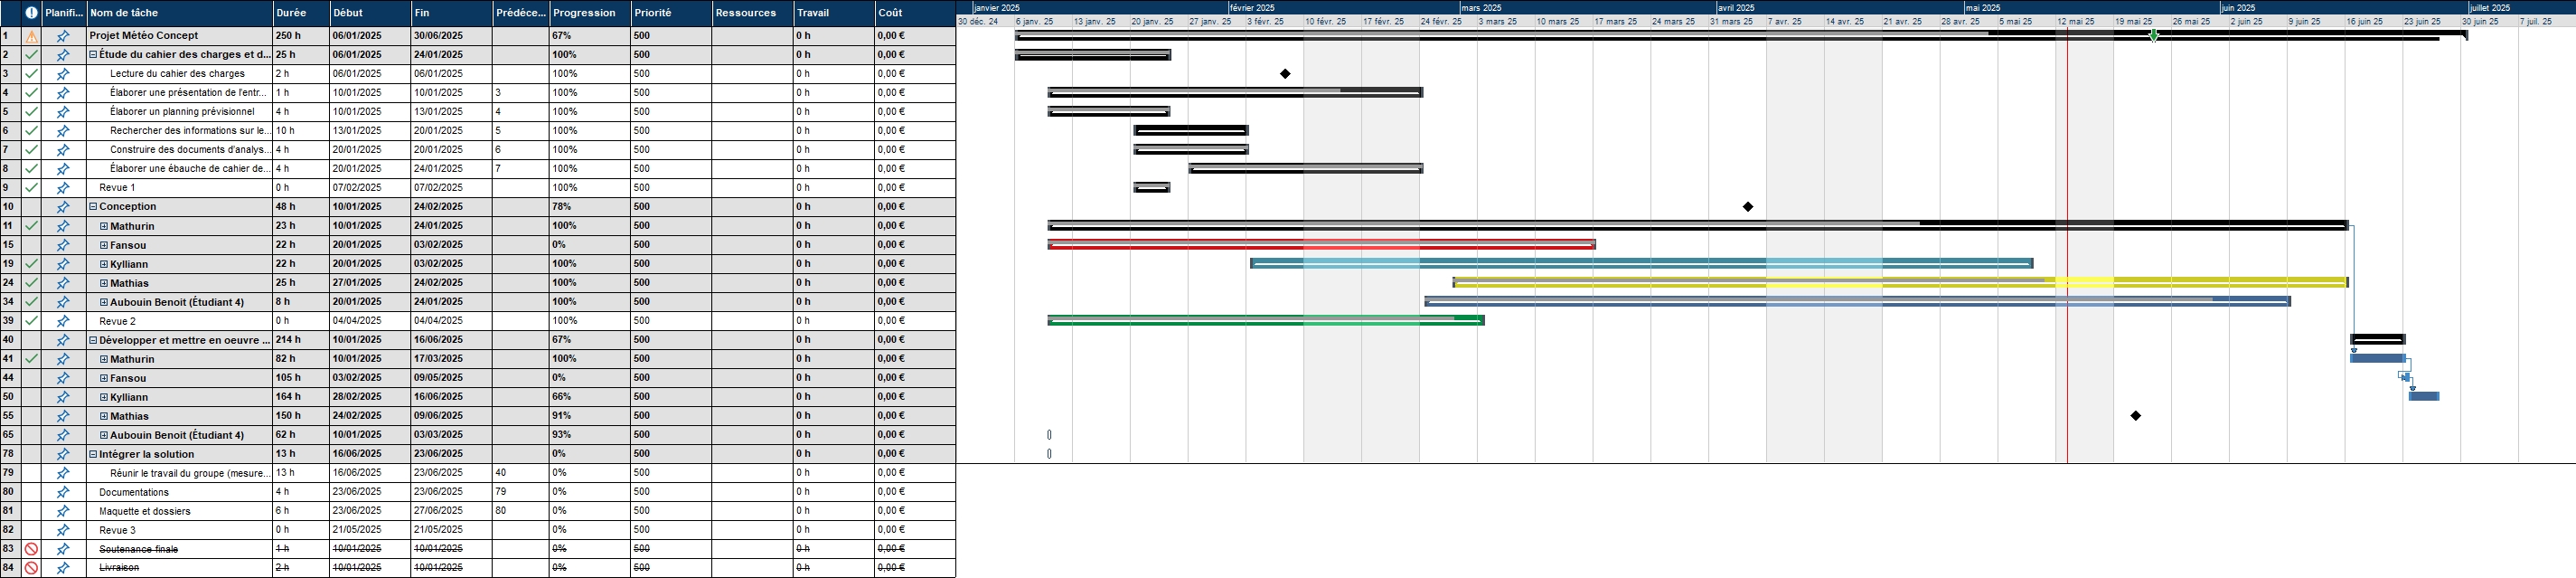 Planifi... Nom de tâche Durée Début Fin Prédéce... Progression Priorité Ressources Travail Coût
janvier 2025 février 2025 mars 2025 avril 2025 mai 2025 juin 2025 juillet 2025
30 déc. 24 6 janv. 25 13 janv. 25 20 janv. 25 27 janv. 25 3 févr. 25 10 févr. 25 17 févr. 25 24 févr. 25 3 mars 25 10 mars 25 17 mars 25 24 mars 25 31 mars 25 7 avr. 25 14 avr. 25 21 avr. 25 28 avr. 25 5 mai 25 12 mai 25 19 mai 25 26 mai 25 2 juin 25 9 juin 25 16 juin 25 23 juin 25 30 juin 25 7 juil. 25
1 Projet Météo Concept 250 h 06/01/2025 30/06/2025 67% 500 0 h 0,00 €
2 Étude du cahier des charges et d... 25 h 06/01/2025 24/01/2025 100% 500 0 h 0,00 €
3 Lecture du cahier des charges 2 h 06/01/2025 06/01/2025 100% 500 0 h 0,00 €
4 Élaborer une présentation de l'entr... 1 h 10/01/2025 10/01/2025 3 100% 500 0 h 0,00 €
5 Élaborer un planning prévisionnel 4 h 10/01/2025 13/01/2025 4 100% 500 0 h 0,00 €
6 Rechercher des informations sur le... 10 h 13/01/2025 20/01/2025 5 100% 500 0 h 0,00 €
7 Construire des documents d'analys... 4 h 20/01/2025 20/01/2025 6 100% 500 0 h 0,00 €
8 Élaborer une ébauche de cahier de... 4 h 20/01/2025 24/01/2025 7 100% 500 0 h 0,00 €
9 Revue 1 0 h 07/02/2025 07/02/2025 100% 500 0 h 0,00 €
10 Conception 48 h 10/01/2025 24/02/2025 78% 500 0 h 0,00 €
11 Mathurin 23 h 10/01/2025 24/01/2025 100% 500 0 h 0,00 €
15 Fansou 22 h 20/01/2025 03/02/2025 0% 500 0 h 0,00 €
19 Kylliann 22 h 20/01/2025 03/02/2025 100% 500 0 h 0,00 €
24 Mathias 25 h 27/01/2025 24/02/2025 100% 500 0 h 0,00 €
34 Aubouin Benoit (Étudiant 4) 8 h 20/01/2025 24/01/2025 100% 500 0 h 0,00 €
39 Revue 2 0 h 04/04/2025 04/04/2025 100% 500 0 h 0,00 €
40 Développer et mettre en oeuvre ... 214 h 10/01/2025 16/06/2025 67% 500 0 h 0,00 €
41 Mathurin 82 h 10/01/2025 17/03/2025 100% 500 0 h 0,00 €
44 Fansou 105 h 03/02/2025 09/05/2025 0% 500 0 h 0,00 €
50 Kylliann 164 h 28/02/2025 16/06/2025 66% 500 0 h 0,00 €
55 Mathias 150 h 24/02/2025 09/06/2025 91% 500 0 h 0,00 €
65 Aubouin Benoit (Étudiant 4) 62 h 10/01/2025 03/03/2025 93% 500 0 h 0,00 €
78 Intégrer la solution 13 h 16/06/2025 23/06/2025 0% 500 0 h 0,00 €
79 Réunir le travail du groupe (mesure... 13 h 16/06/2025 23/06/2025 40 0% 500 0 h 0,00 €
80 Documentations 4 h 23/06/2025 23/06/2025 79 0% 500 0 h 0,00 €
81 Maquette et dossiers 6 h 23/06/2025 27/06/2025 80 0% 500 0 h 0,00 €
82 Revue 3 0 h 21/05/2025 21/05/2025 0% 500 0 h 0,00 €
83 Soutenance finale 1 h 10/01/2025 10/01/2025 0% 500 0 h 0,00 €
84 Livraison 2 h 10/01/2025 10/01/2025 0% 500 0 h 0,00 €